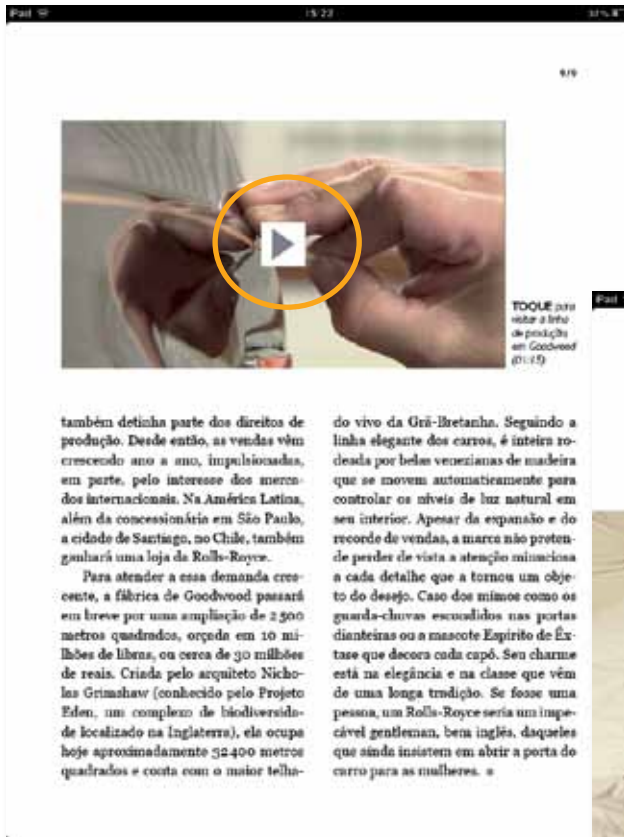 iPad
15:22
9/9
TOQUE para
visitar a linha
de produção
em Goodwood
(01:15)
iPad
também detinha parte dos direitos de
produção. Desde então, as vendas vêm
crescendo ano a ano, impulsionadas,
em parte, pelo interesse dos merca-
dos internacionais. Na América Latina,
além da concessionária em São Paulo,
a cidade de Santiago, no Chile, também
ganhará uma loja da Rolls-Royce.
Para atender a essa demanda cres-
cente, a fábrica de Goodwood passará
em breve por uma ampliação de 2 500
metros quadrados, orçada em 10 mi-
lhões de libras, ou cerca de 30 milhões
de reais. Criada pelo arquiteto Nicho-
las Grimshaw (conhecido pelo Projeto
Eden, um complexo de biodiversida-
de localizado na Inglaterra), ela ocupa
hoje aproximadamente 32 400 metros
quadrados e conta com o maior telha-
do vivo da Grã-Bretanha. Seguindo a
linha elegante dos carros, é inteira ro-
deada por belas venezianas de madeira
que se movem automaticamente para
controlar os níveis de luz natural em
seu interior. Apesar da expansão e do
recorde de vendas, a marca não preten-
de perder de vista a atenção minuciosa
a cada detalhe que a tornou um obje-
to do desejo. Caso dos mimos como os
guarda-chuvas escondidos nas portas
dianteiras ou a mascote Espírito de Êx-
tase que decora cada capô. Seu charme
está na elegância e na classe que vêm
de uma longa tradição. Se fosse uma
pessoa, um Rolls-Royce seria um impe-
cável gentleman, bem inglês, daqueles
que ainda insistem em abrir a porta do
carro para as mulheres.